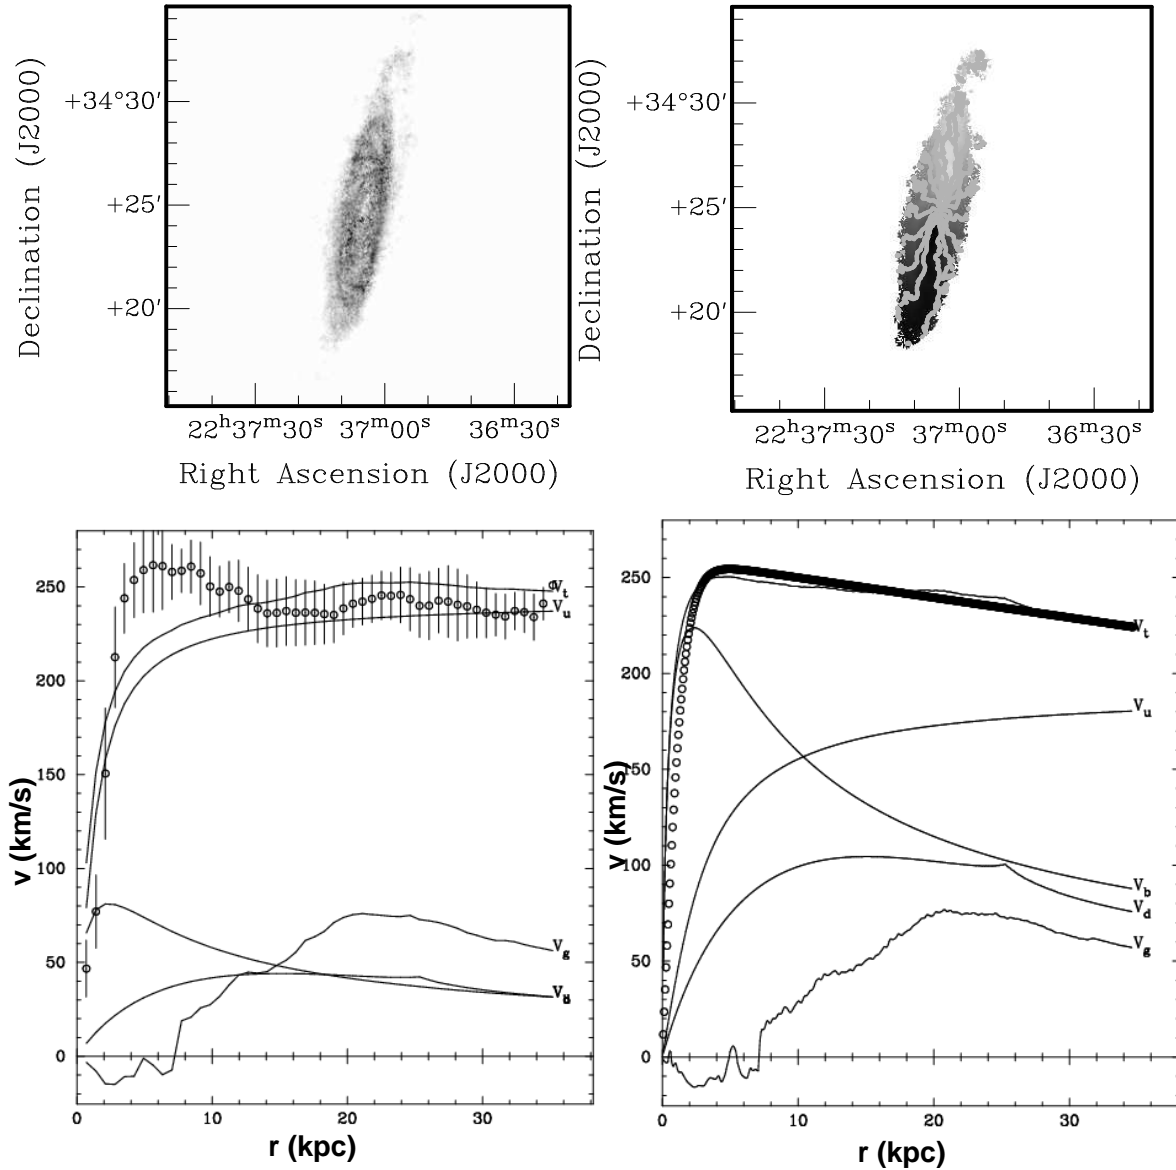 Declination (J2000)
+34°30′
+25′
+20′
22ʰ37ᵐ30ˢ 37ᵐ00ˢ 36ᵐ30ˢ
Right Ascension (J2000)
Declination (J2000)
+34°30′
+25′
+20′
22ʰ37ᵐ30ˢ 37ᵐ00ˢ 36ᵐ30ˢ
Right Ascension (J2000)
v (km/s)
250
200
150
100
50
0
0 10 20 30
r (kpc)
Vt
Vu
Vg
v (km/s)
250
200
150
100
50
0
0 10 20 30
r (kpc)
Vt
Vu
Vb
Vd
Vg